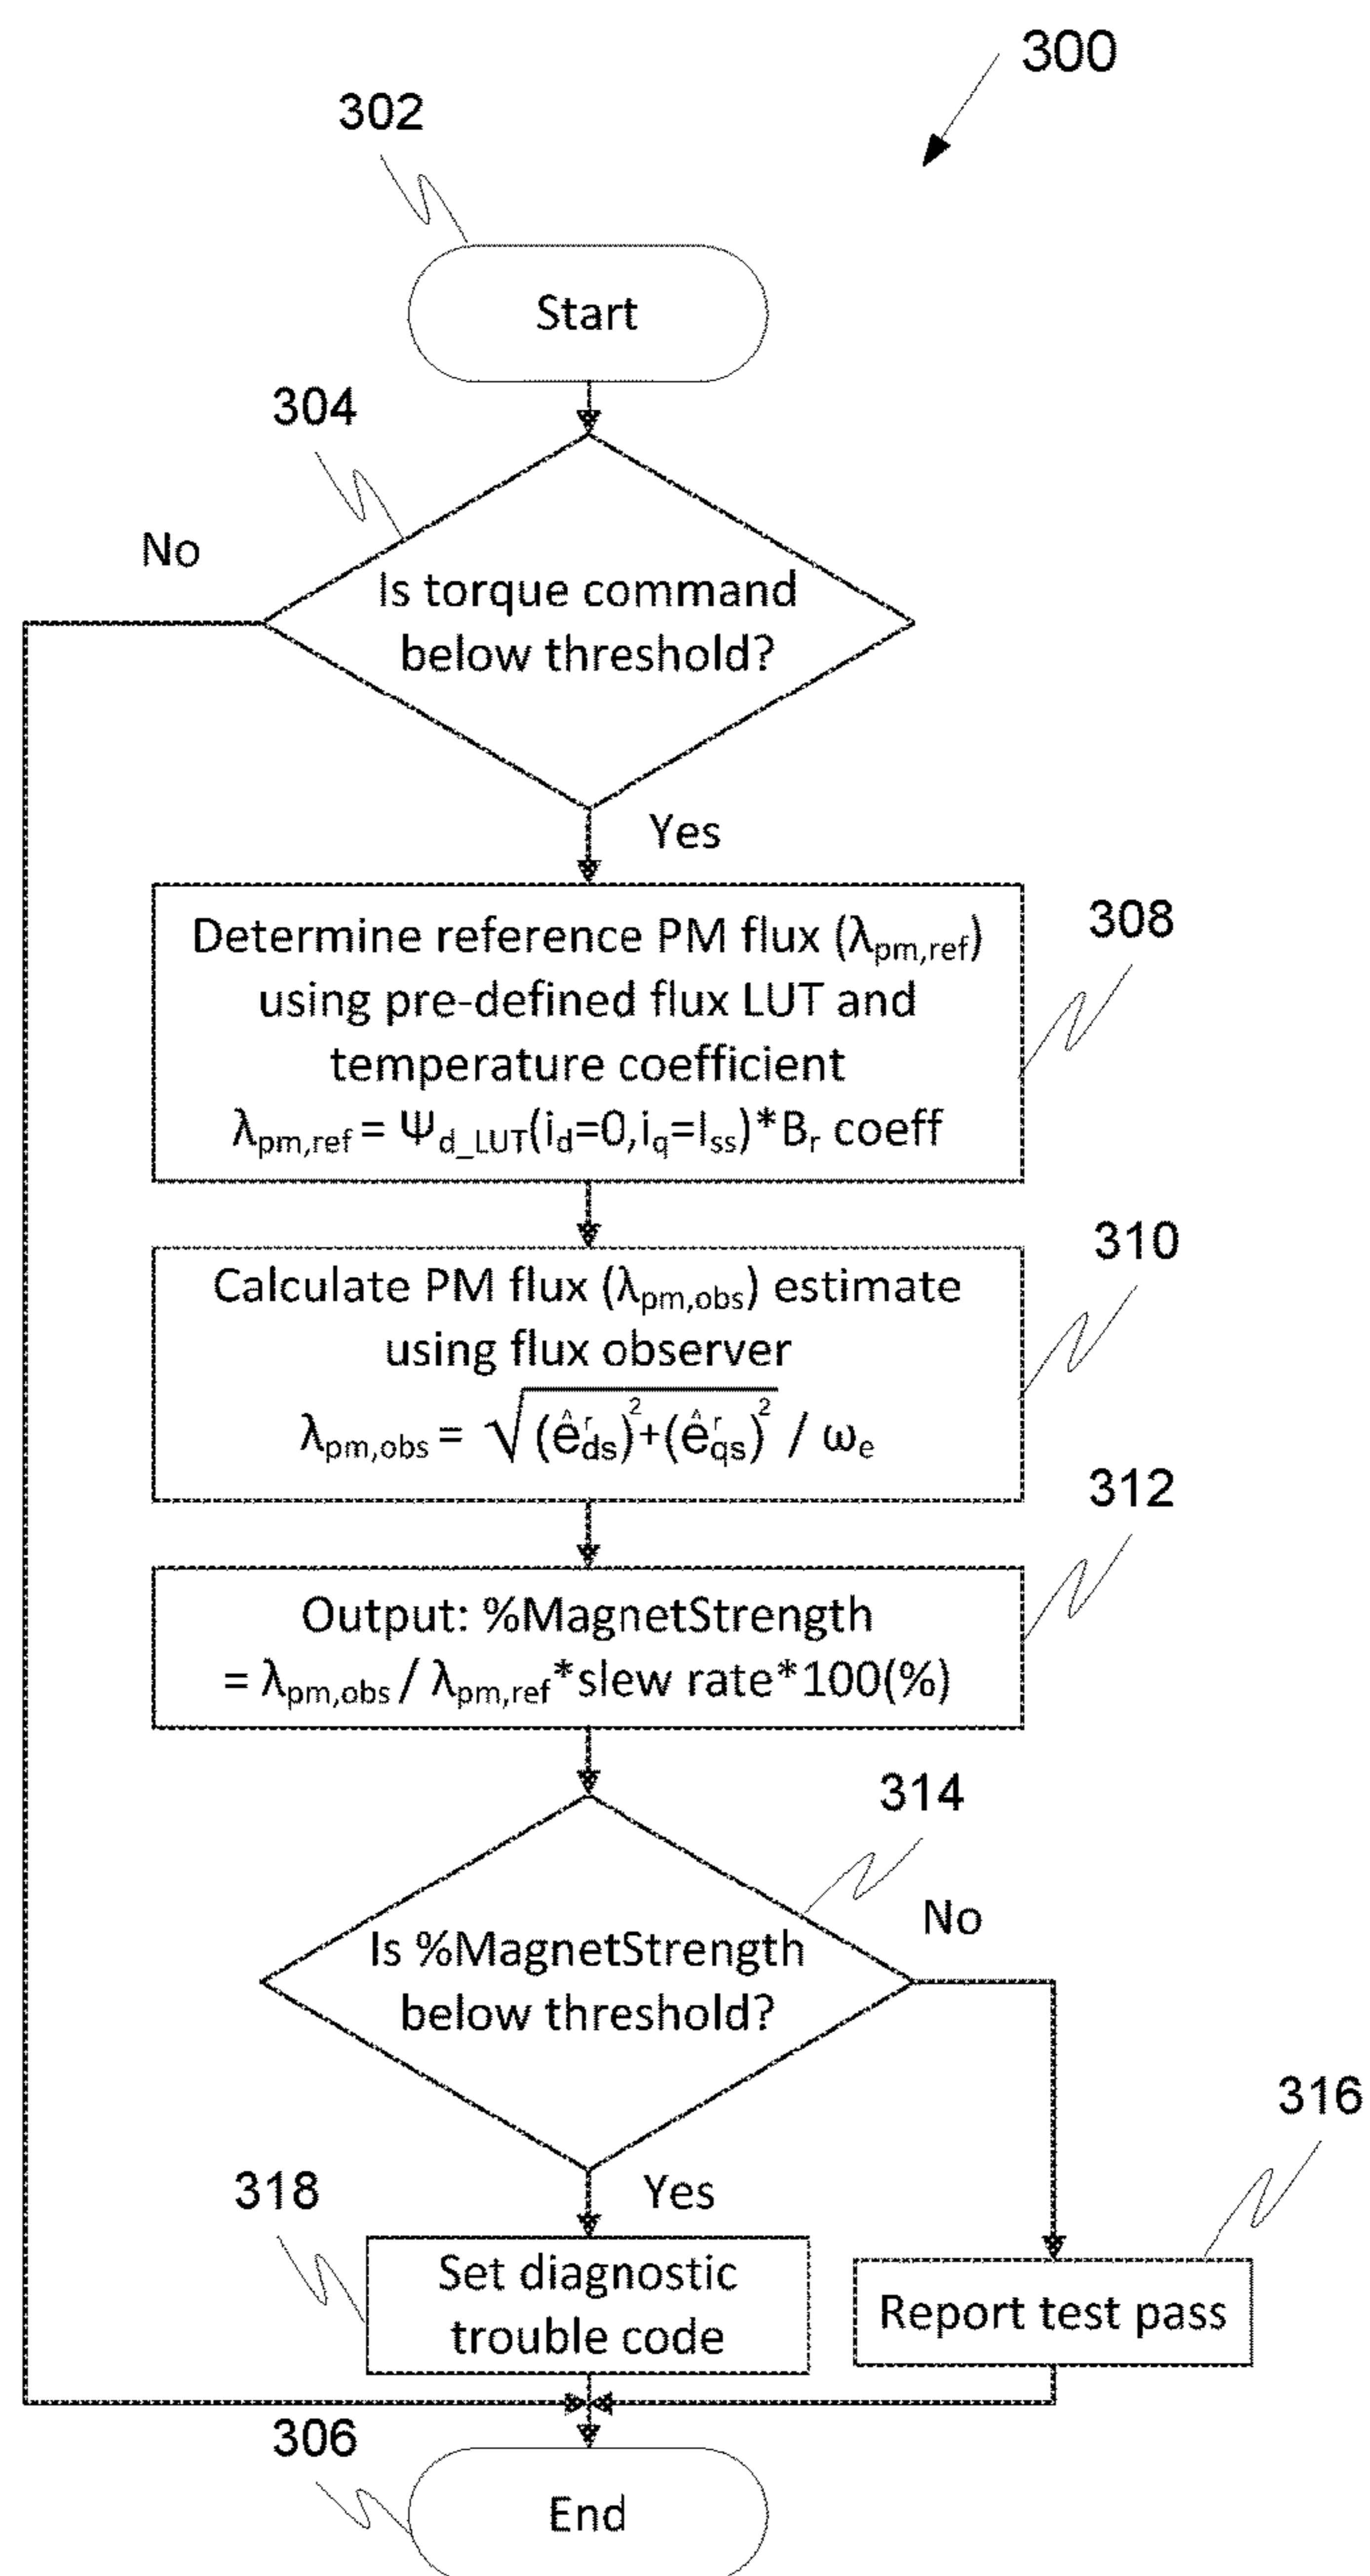 300
302
Start
304
No
Is torque command
below threshold?
Yes
Determine reference PM flux (λpm,ref)
using pre-defined flux LUT and
temperature coefficient
λpm,ref = Ψd_LUT(id=0,iq=Iss)*Br coeff
308
310
Calculate PM flux (λpm,obs) estimate
using flux observer
λpm,obs = √(ê^r_ds)²+(ê^r_qs)² / ωe
312
Output: %MagnetStrength
= λpm,obs / λpm,ref*slew rate*100(%)
314
No
Is %MagnetStrength
below threshold?
316
318
Yes
Set diagnostic
trouble code
Report test pass
306
End